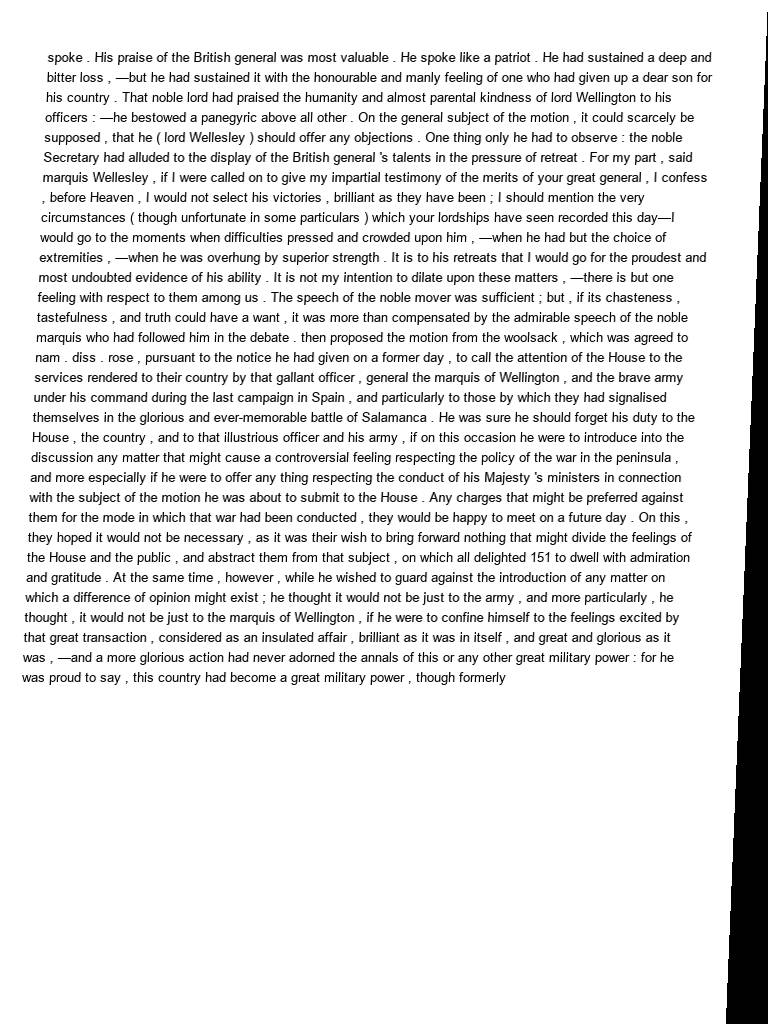 spoke . His praise of the British general was most valuable . He spoke like a patriot . He had sustained a deep and
bitter loss , —but he had sustained it with the honourable and manly feeling of one who had given up a dear son for
his country . That noble lord had praised the humanity and almost parental kindness of lord Wellington to his
officers : —he bestowed a panegyric above all other . On the general subject of the motion , it could scarcely be
supposed , that he ( lord Wellesley ) should offer any objections . One thing only he had to observe : the noble
Secretary had alluded to the display of the British general 's talents in the pressure of retreat . For my part , said
marquis Wellesley , if I were called on to give my impartial testimony of the merits of your great general , I confess
, before Heaven , I would not select his victories , brilliant as they have been ; I should mention the very
circumstances ( though unfortunate in some particulars ) which your lordships have seen recorded this day—I
would go to the moments when difficulties pressed and crowded upon him , —when he had but the choice of
extremities , —when he was overhung by superior strength . It is to his retreats that I would go for the proudest and
most undoubted evidence of his ability . It is not my intention to dilate upon these matters , —there is but one
feeling with respect to them among us . The speech of the noble mover was sufficient ; but , if its chasteness ,
tastefulness , and truth could have a want , it was more than compensated by the admirable speech of the noble
marquis who had followed him in the debate . then proposed the motion from the woolsack , which was agreed to
nam . diss . rose , pursuant to the notice he had given on a former day , to call the attention of the House to the
services rendered to their country by that gallant officer , general the marquis of Wellington , and the brave army
under his command during the last campaign in Spain , and particularly to those by which they had signalised
themselves in the glorious and ever-memorable battle of Salamanca . He was sure he should forget his duty to the
House , the country , and to that illustrious officer and his army , if on this occasion he were to introduce into the
discussion any matter that might cause a controversial feeling respecting the policy of the war in the peninsula ,
and more especially if he were to offer any thing respecting the conduct of his Majesty 's ministers in connection
with the subject of the motion he was about to submit to the House . Any charges that might be preferred against
them for the mode in which that war had been conducted , they would be happy to meet on a future day . On this ,
they hoped it would not be necessary , as it was their wish to bring forward nothing that might divide the feelings of
the House and the public , and abstract them from that subject , on which all delighted 151 to dwell with admiration
and gratitude . At the same time , however , while he wished to guard against the introduction of any matter on
which a difference of opinion might exist ; he thought it would not be just to the army , and more particularly , he
thought , it would not be just to the marquis of Wellington , if he were to confine himself to the feelings excited by
that great transaction , considered as an insulated affair , brilliant as it was in itself , and great and glorious as it
was , —and a more glorious action had never adorned the annals of this or any other great military power : for he
was proud to say , this country had become a great military power , though formerly